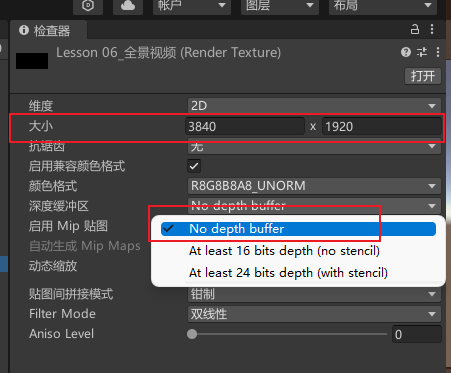 帐户 图层 布局
检查器
Lesson 06_全景视频 (Render Texture)
打开
维度 2D
大小 3840 x 1920
抗锯齿 无
启用兼容颜色格式
颜色格式 R8G8B8A8_UNORM
深度缓冲区 No depth buffer
启用 Mip 贴图
No depth buffer
自动生成 Mip Maps
At least 16 bits depth (no stencil)
动态缩放
At least 24 bits depth (with stencil)
贴图间拼接模式 钳制
Filter Mode 双线性
Aniso Level 0